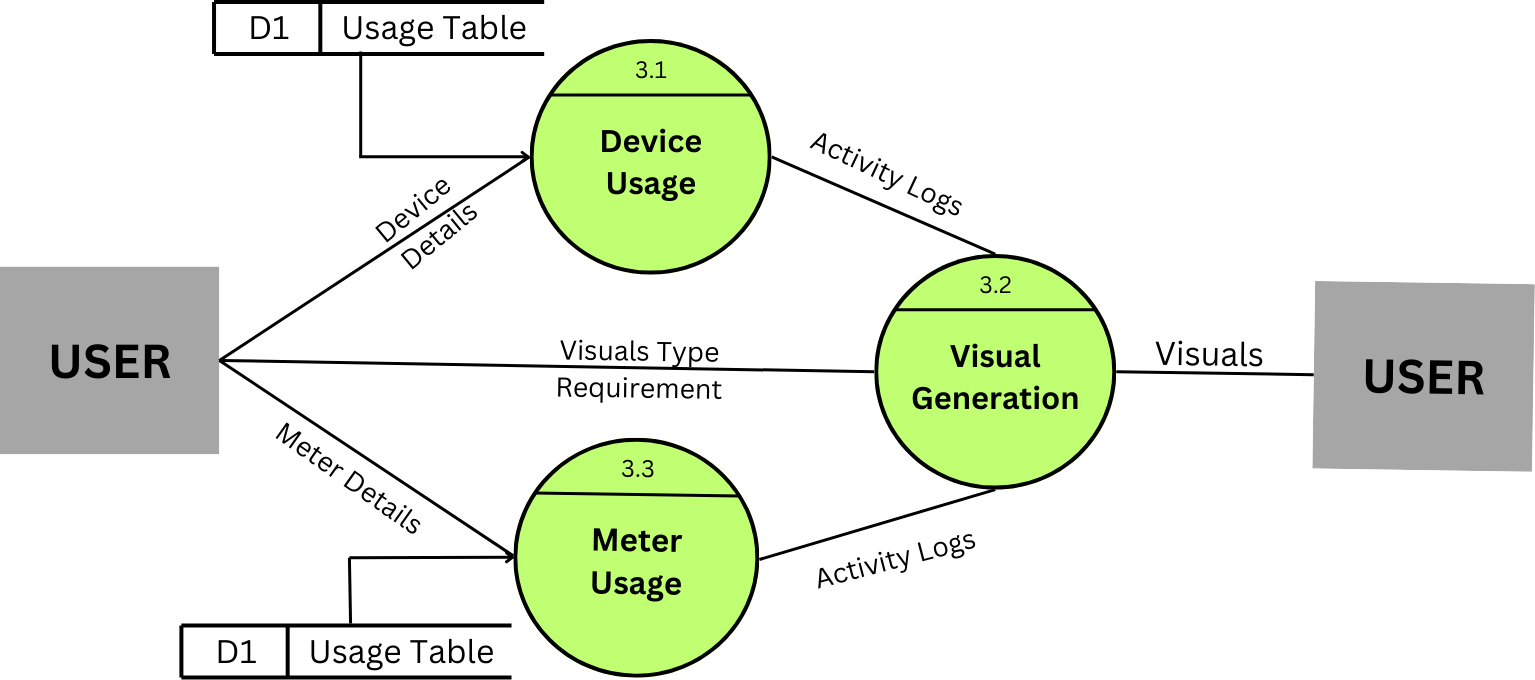 D1 Usage Table
3.1
Device
Usage
Activity Logs
Device
Details
3.2
Visual
Generation
USER
Visuals Type
Requirement
Visuals
USER
Meter Details
3.3
Meter
Usage
Activity Logs
D1 Usage Table